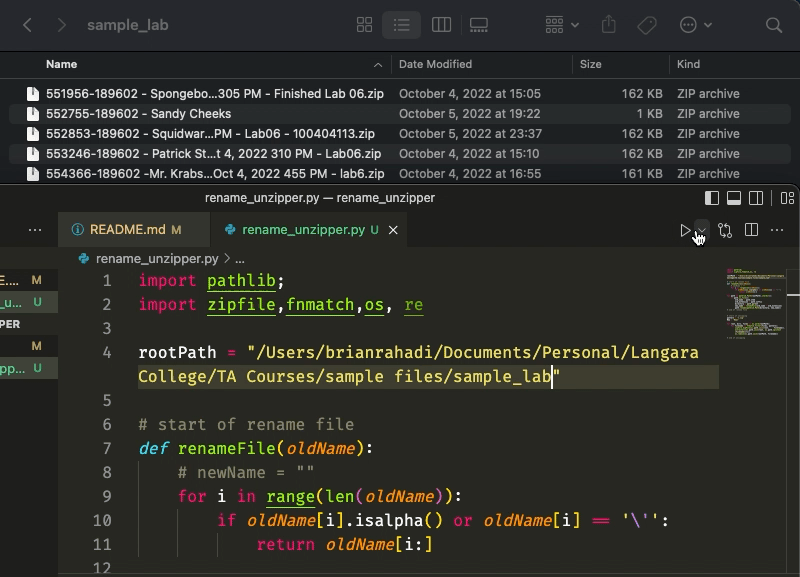 sample_lab
Name Date Modified Size Kind
551956-189602 - Spongebo...305 PM - Finished Lab 06.zip October 4, 2022 at 15:05 162 KB ZIP archive
552755-189602 - Sandy Cheeks October 5, 2022 at 19:22 1 KB ZIP archive
552853-189602 - Squidwar...PM - Lab06 - 100404113.zip October 5, 2022 at 23:37 162 KB ZIP archive
553246-189602 - Patrick St...t 4, 2022 310 PM - Lab06.zip October 4, 2022 at 15:10 162 KB ZIP archive
554366-189602 -Mr. Krabs...Oct 4, 2022 455 PM - lab6.zip October 4, 2022 at 16:55 161 KB ZIP archive
rename_unzipper.py — rename_unzipper
... README.md M rename_unzipper.py U
rename_unzipper.py > ...
E.... M
_u... U
PER
M
pp... U
1 import pathlib;
2 import zipfile,fnmatch,os, re
3
4 rootPath = "/Users/brianrahadi/Documents/Personal/Langara
College/TA Courses/sample files/sample_lab"
5
6 # start of rename file
7 def renameFile(oldName):
8 # newName = ""
9 for i in range(len(oldName)):
10 if oldName[i].isalpha() or oldName[i] == '\'':
11 return oldName[i:]
12